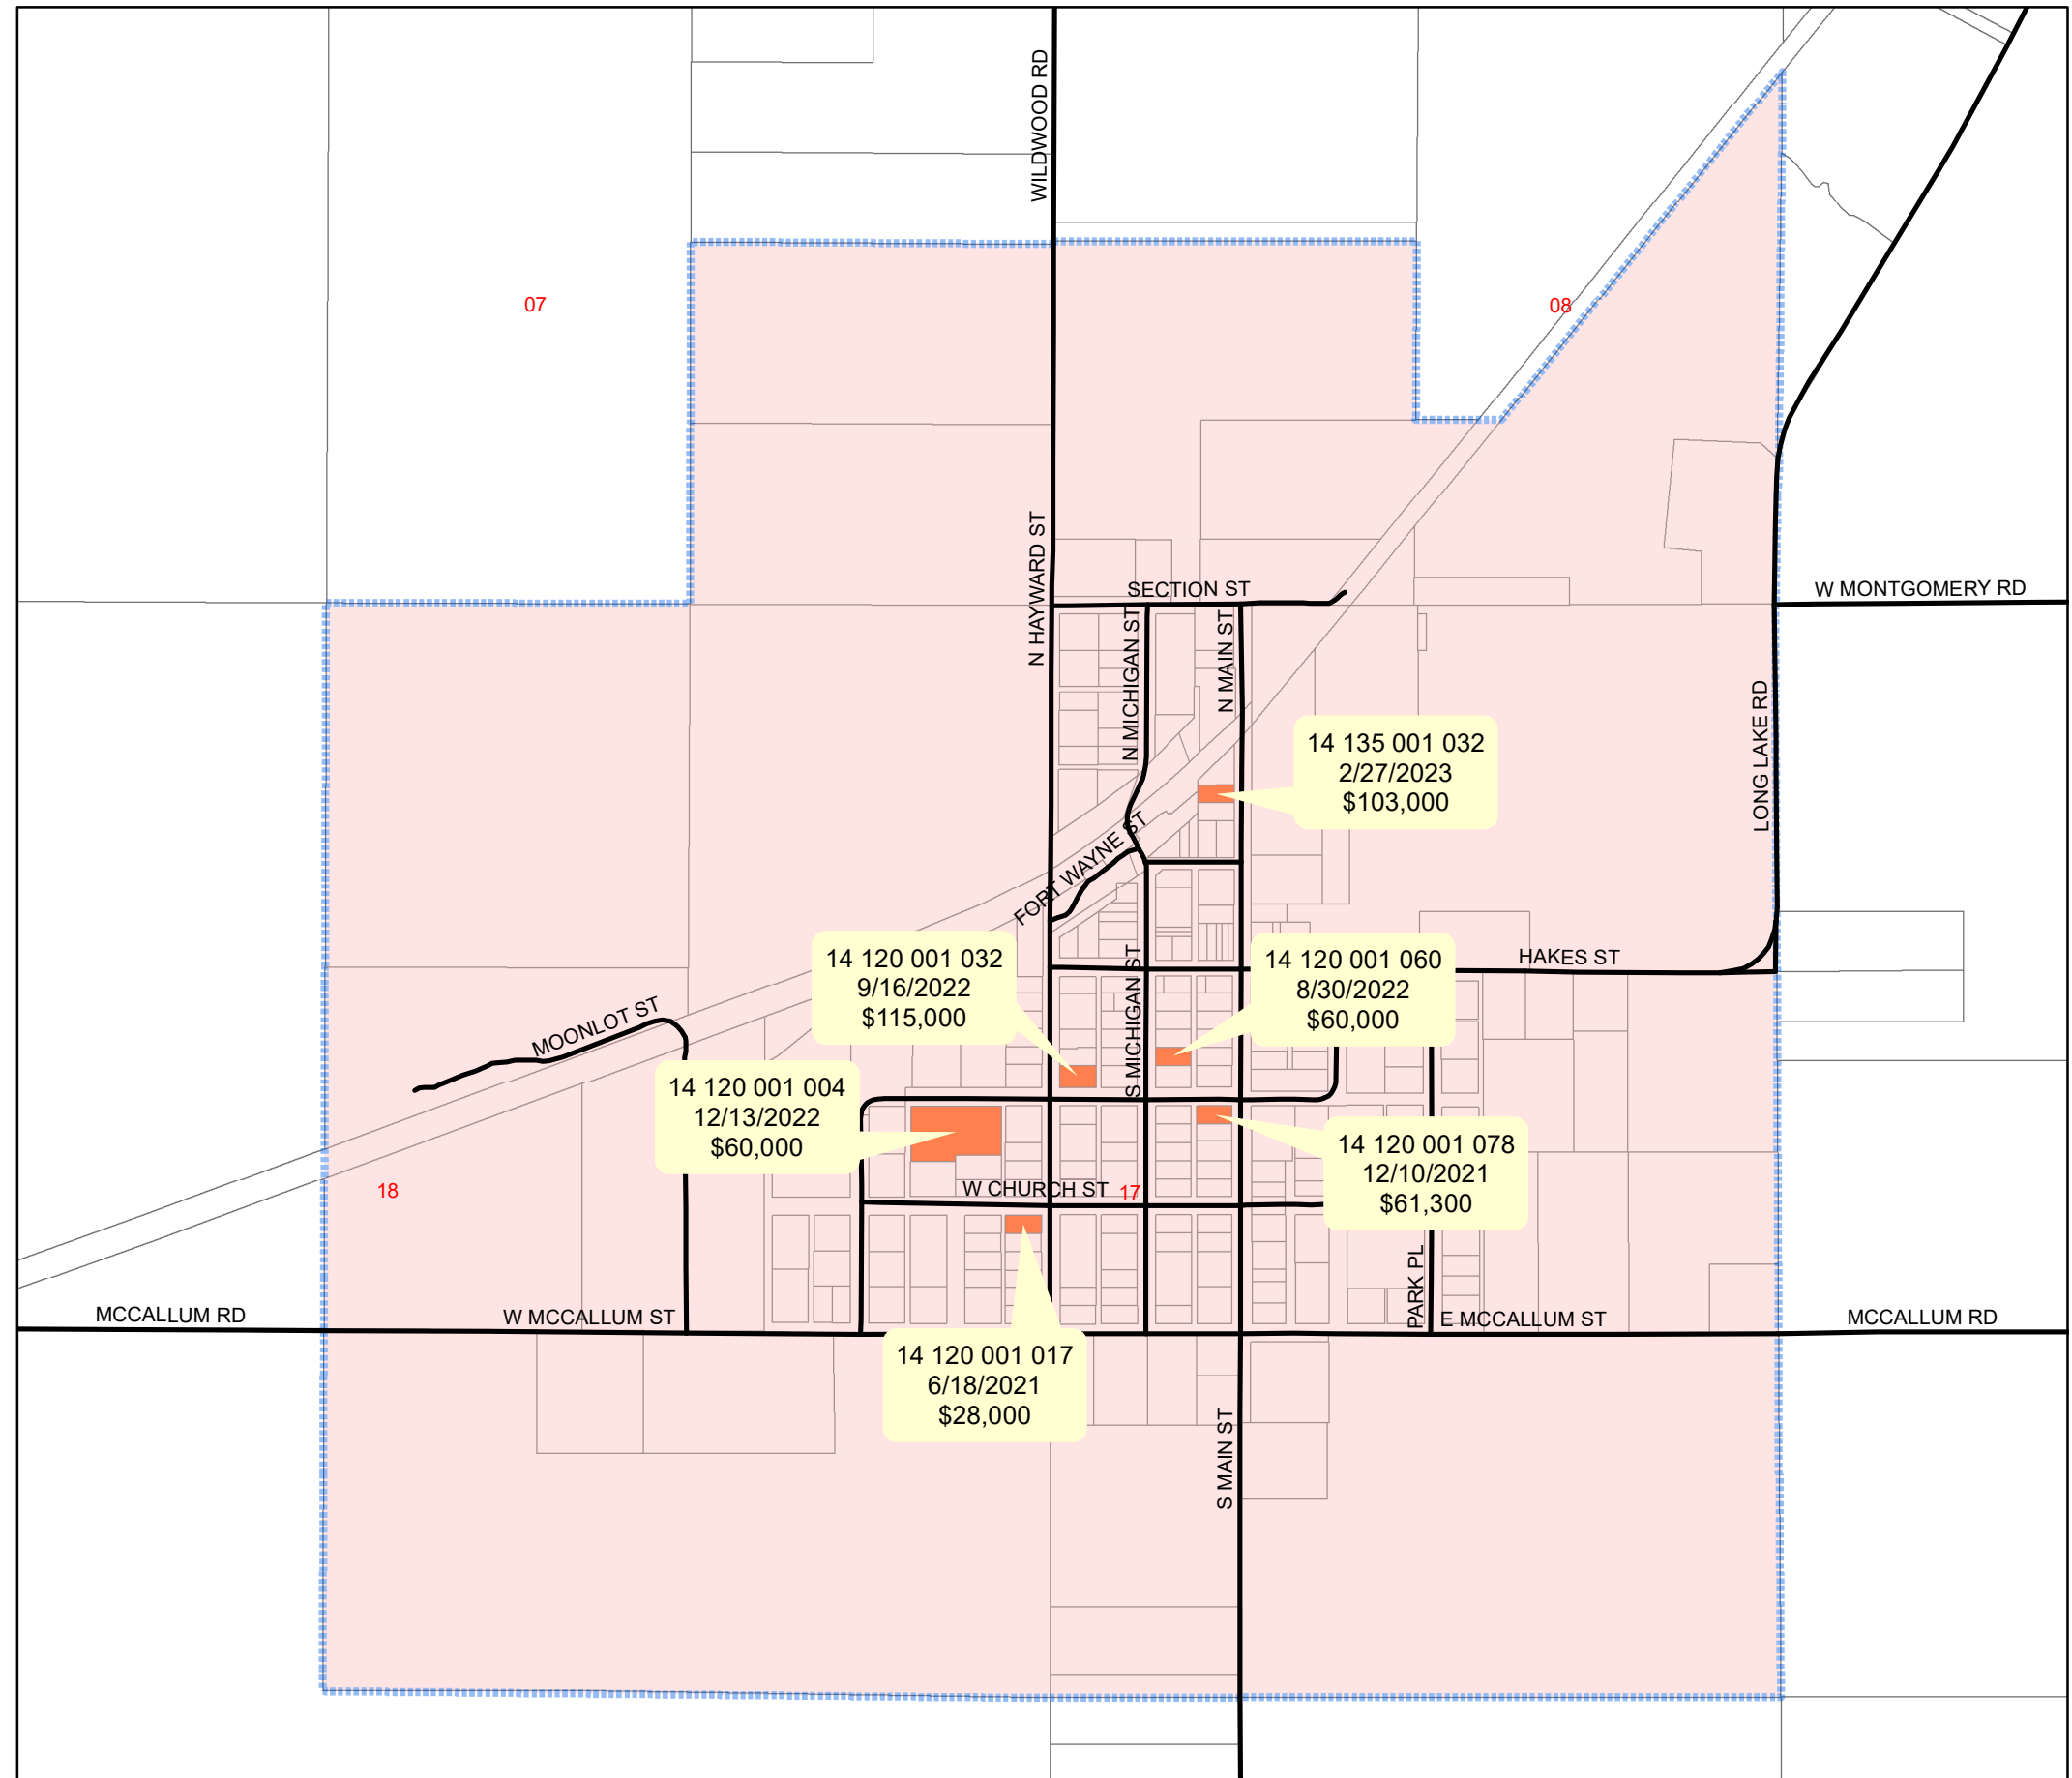 WILDWOOD RD
07
08
N HAYWARD ST
SECTION ST
W MONTGOMERY RD
N MICHIGAN ST
N MAIN ST
LONG LAKE RD
14 135 001 032
2/27/2023
$103,000
FORT WAYNE ST
14 120 001 032
9/16/2022
$115,000
S MICHIGAN ST
14 120 001 060
8/30/2022
$60,000
HAKES ST
MOONLOT ST
14 120 001 004
12/13/2022
$60,000
14 120 001 078
12/10/2021
$61,300
18
W CHURCH ST
17
PARK PL
MCCALLUM RD
W MCCALLUM ST
E MCCALLUM ST
MCCALLUM RD
14 120 001 017
6/18/2021
$28,000
S MAIN ST